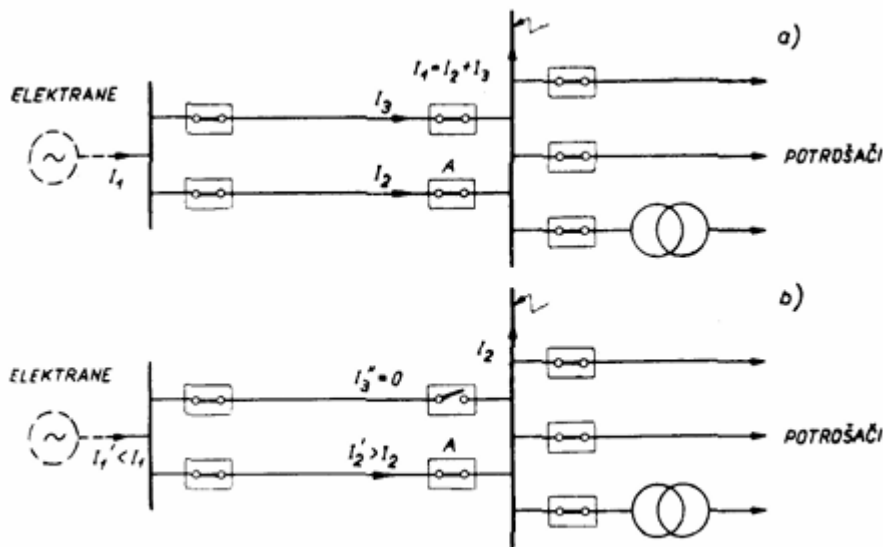 a)
I₁=I₂+I₃
ELEKTRANE
I₃
I₁
I₂
A
POTROŠAČI
b)
I₂
ELEKTRANE
I₃"=0
I₁'<I₁
I₂'>I₂
A
POTROŠAČI
~
~